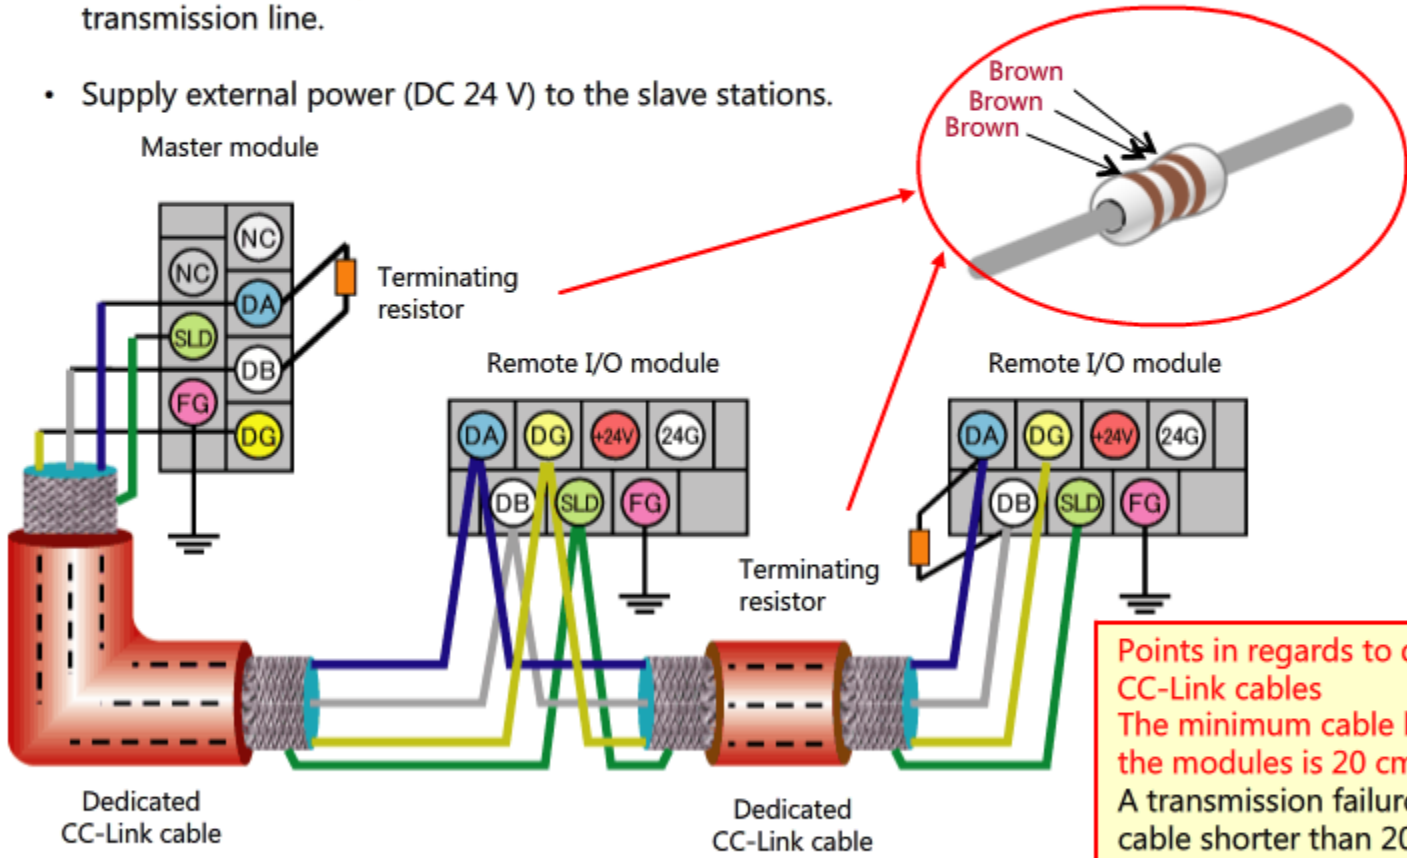 transmission line.
• Supply external power (DC 24 V) to the slave stations.
Master module
Brown
Brown
Brown
NC
NC
DA
SLD
DB
FG
DG
Terminating
resistor
Remote I/O module
DA
DG
+24V
24G
DB
SLD
FG
Remote I/O module
DA
DG
+24V
24G
DB
SLD
FG
Terminating
resistor
Dedicated
CC-Link cable
Dedicated
CC-Link cable
Points in regards to
CC-Link cables
The minimum cable
the modules is 20 cm
A transmission failure
cable shorter than 20